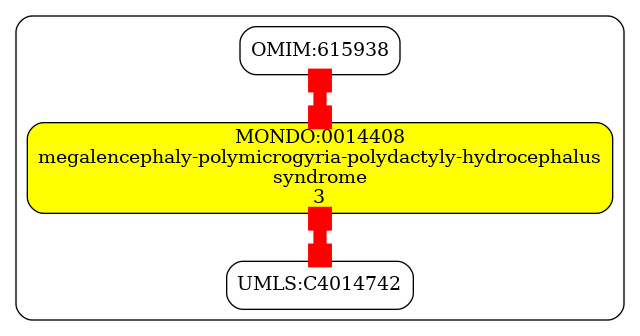 OMIM:615938
MONDO:0014408
megalencephaly-polymicrogyria-polydactyly-hydrocephalus
syndrome
3
UMLS:C4014742